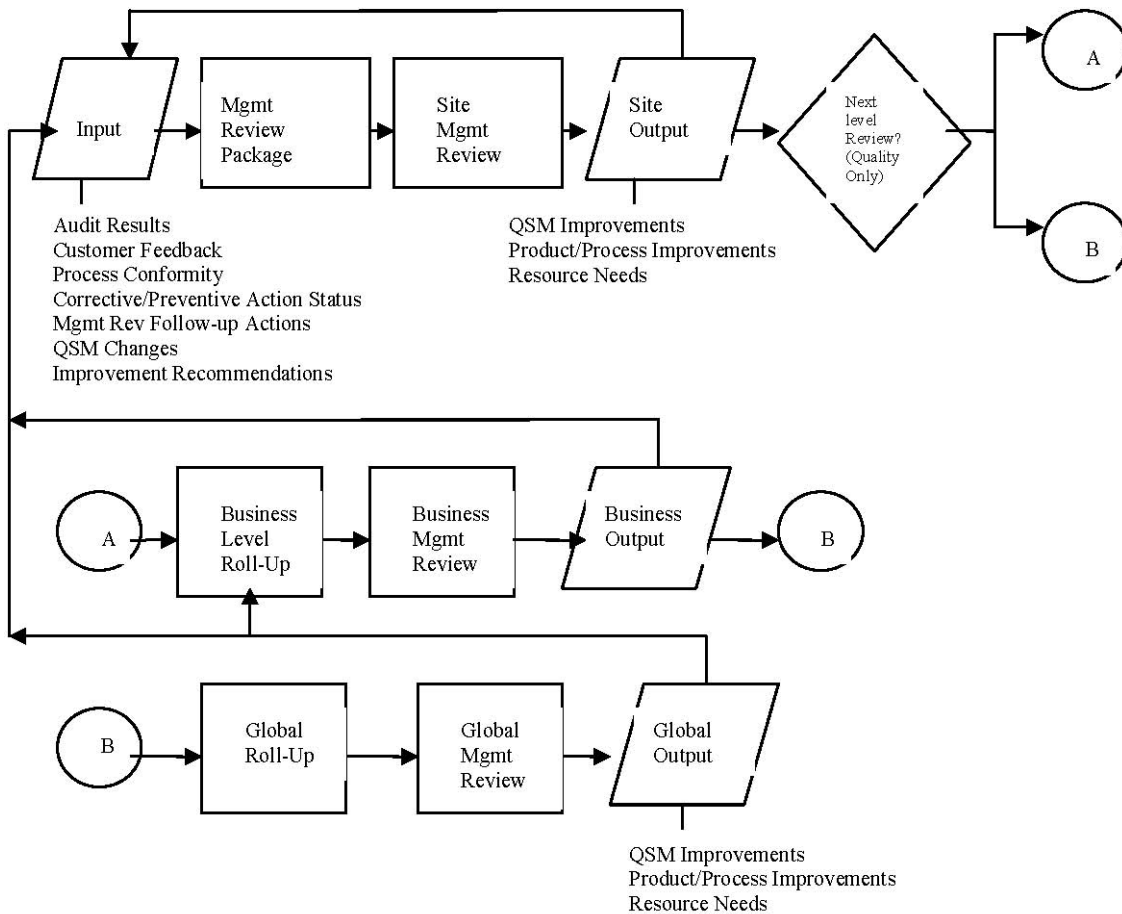 Input
Mgmt
Review
Package
Site
Mgmt
Review
Site
Output
Next
level
Review?
(Quality
Only)
A
B
Audit Results
Customer Feedback
Process Conformity
Corrective/Preventive Action Status
Mgmt Rev Follow-up Actions
QSM Changes
Improvement Recommendations
QSM Improvements
Product/Process Improvements
Resource Needs
A
Business
Level
Roll-Up
Business
Mgmt
Review
Business
Output
B
B
Global
Roll-Up
Global
Mgmt
Review
Global
Output
QSM Improvements
Product/Process Improvements
Resource Needs